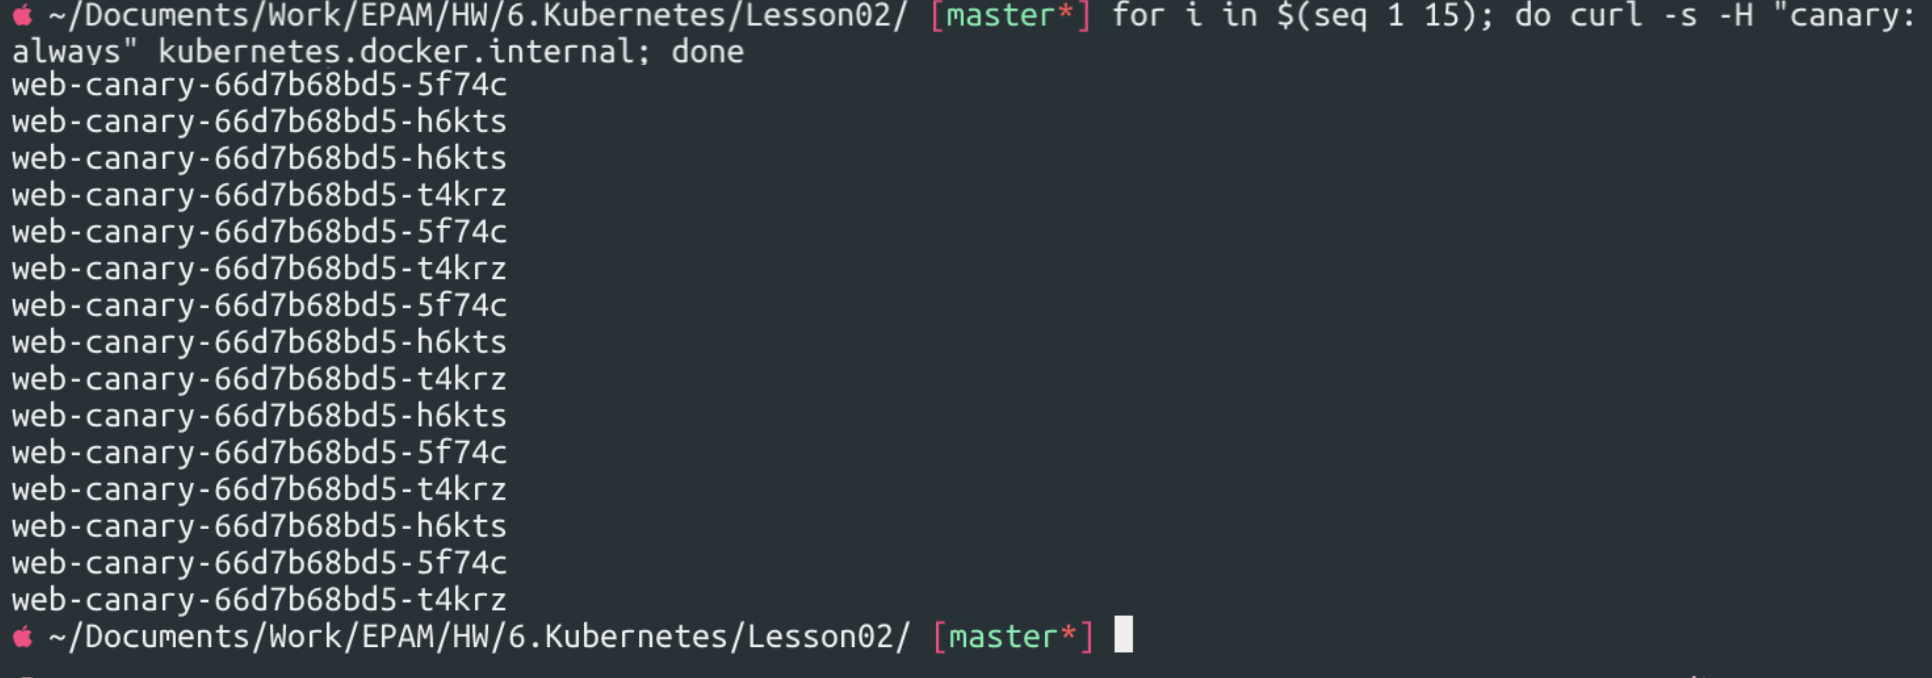 ~/Documents/Work/EPAM/HW/6.Kubernetes/Lesson02/ [master*] for i in $(seq 1 15); do curl -s -H "canary:
always" kubernetes.docker.internal; done
web-canary-66d7b68bd5-5f74c
web-canary-66d7b68bd5-h6kts
web-canary-66d7b68bd5-h6kts
web-canary-66d7b68bd5-t4krz
web-canary-66d7b68bd5-5f74c
web-canary-66d7b68bd5-t4krz
web-canary-66d7b68bd5-5f74c
web-canary-66d7b68bd5-h6kts
web-canary-66d7b68bd5-t4krz
web-canary-66d7b68bd5-h6kts
web-canary-66d7b68bd5-5f74c
web-canary-66d7b68bd5-t4krz
web-canary-66d7b68bd5-h6kts
web-canary-66d7b68bd5-5f74c
web-canary-66d7b68bd5-t4krz
~/Documents/Work/EPAM/HW/6.Kubernetes/Lesson02/ [master*]